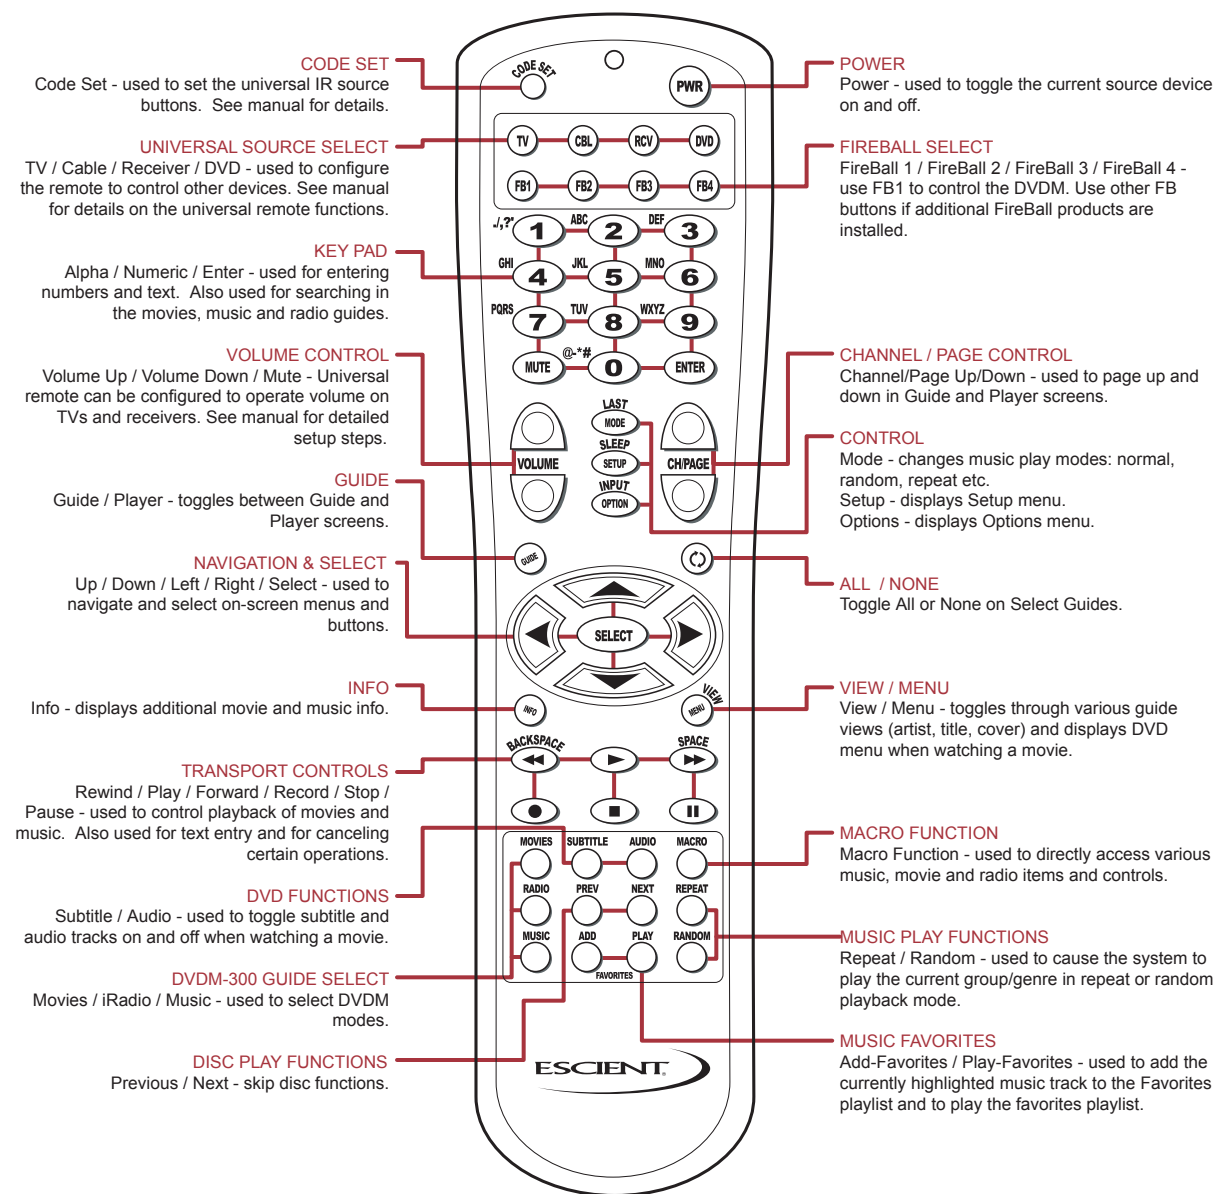 CODE SET
Code Set - used to set the universal IR source
buttons.  See manual for details.
UNIVERSAL SOURCE SELECT
TV / Cable / Receiver / DVD - used to configure
the remote to control other devices. See manual
for details on the universal remote functions.
KEY PAD
Alpha / Numeric / Enter - used for entering
numbers and text.  Also used for searching in
the movies, music and radio guides.
VOLUME CONTROL
Volume Up / Volume Down / Mute - Universal
remote can be configured to operate volume on
TVs and receivers. See manual for detailed
setup steps.
GUIDE
Guide / Player - toggles between Guide and
Player screens.
NAVIGATION & SELECT
Up / Down / Left / Right / Select - used to
navigate and select on-screen menus and
buttons.
INFO
Info - displays additional movie and music info.
TRANSPORT CONTROLS
Rewind / Play / Forward / Record / Stop /
Pause - used to control playback of movies and
music.  Also used for text entry and for canceling
certain operations.
DVD FUNCTIONS
Subtitle / Audio - used to toggle subtitle and
audio tracks on and off when watching a movie.
DVDM-300 GUIDE SELECT
Movies / iRadio / Music - used to select DVDM
modes.
DISC PLAY FUNCTIONS
Previous / Next - skip disc functions.
CODE SET
PWR
TV CBL RCV DVD
FB1 FB2 FB3 FB4
./,?" ABC DEF
1 2 3
GHI JKL MNO
4 5 6
PQRS TUV WXYZ
7 8 9
@-*#
MUTE 0 ENTER
LAST
MODE
SLEEP
VOLUME SETUP CH/PAGE
INPUT
OPTION
GUIDE
SELECT
VIEW
INFO MENU
BACKSPACE SPACE
MOVIES SUBTITLE AUDIO MACRO
RADIO PREV NEXT REPEAT
MUSIC ADD PLAY RANDOM
FAVORITES
ESCIENT.
POWER
Power - used to toggle the current source device
on and off.
FIREBALL SELECT
FireBall 1 / FireBall 2 / FireBall 3 / FireBall 4 -
use FB1 to control the DVDM. Use other FB
buttons if additional FireBall products are
installed.
CHANNEL / PAGE CONTROL
Channel/Page Up/Down - used to page up and
down in Guide and Player screens.
CONTROL
Mode - changes music play modes: normal,
random, repeat etc.
Setup - displays Setup menu.
Options - displays Options menu.
ALL  / NONE
Toggle All or None on Select Guides.
VIEW / MENU
View / Menu - toggles through various guide
views (artist, title, cover) and displays DVD
menu when watching a movie.
MACRO FUNCTION
Macro Function - used to directly access various
music, movie and radio items and controls.
MUSIC PLAY FUNCTIONS
Repeat / Random - used to cause the system to
play the current group/genre in repeat or random
playback mode.
MUSIC FAVORITES
Add-Favorites / Play-Favorites - used to add the
currently highlighted music track to the Favorites
playlist and to play the favorites playlist.